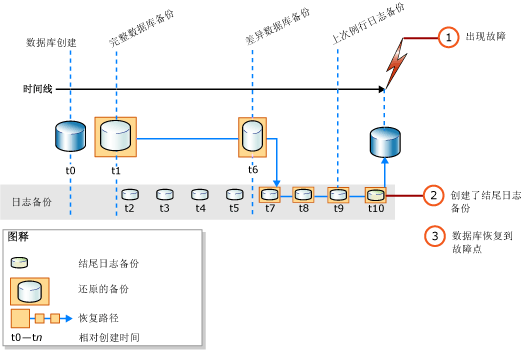 数据库创建
完整数据库备份
差异数据库备份
上次例行日志备份
1 出现故障
时间线
t0
t1
t6
日志备份
t2
t3
t4
t5
t7
t8
t9
t10
2 创建了结尾日志
备份
3 数据库恢复到
故障点
图释
结尾日志备份
还原的备份
恢复路径
t0—tn 相对创建时间